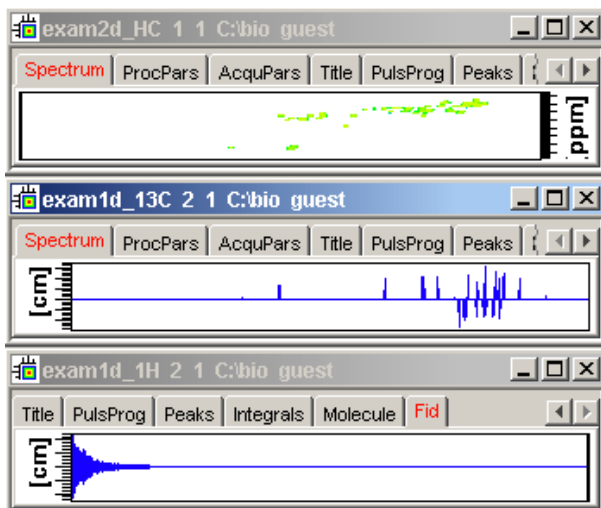 exam2d_HC 1 1 C:\bio guest
Spectrum ProcPars AcquPars Title PulsProg Peaks
ppm]
exam1d_13C 2 1 C:\bio guest
Spectrum ProcPars AcquPars Title PulsProg Peaks
[cm]
exam1d_1H 2 1 C:\bio guest
Title PulsProg Peaks Integrals Molecule Fid
[cm]